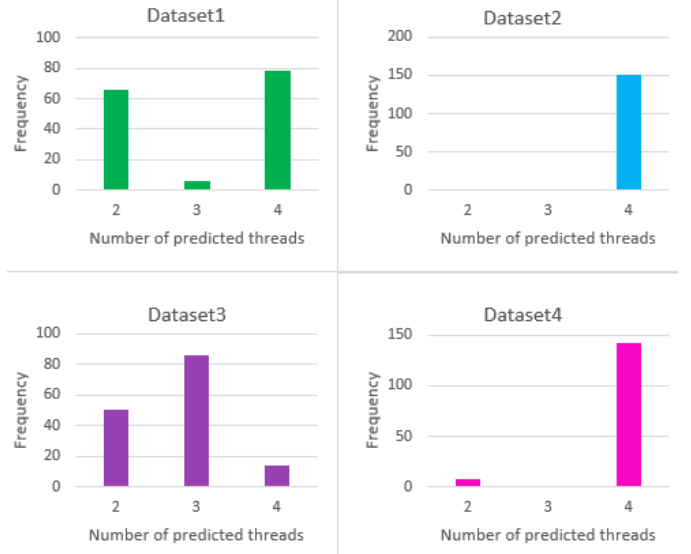 Dataset1
100
80
60
40
20
0
Frequency
2 3 4
Number of predicted threads
Dataset2
200
150
100
50
0
Frequency
2 3 4
Number of predicted threads
Dataset3
100
80
60
40
20
0
Frequency
2 3 4
Number of predicted threads
Dataset4
150
100
50
0
Frequency
2 3 4
Number of predicted threads